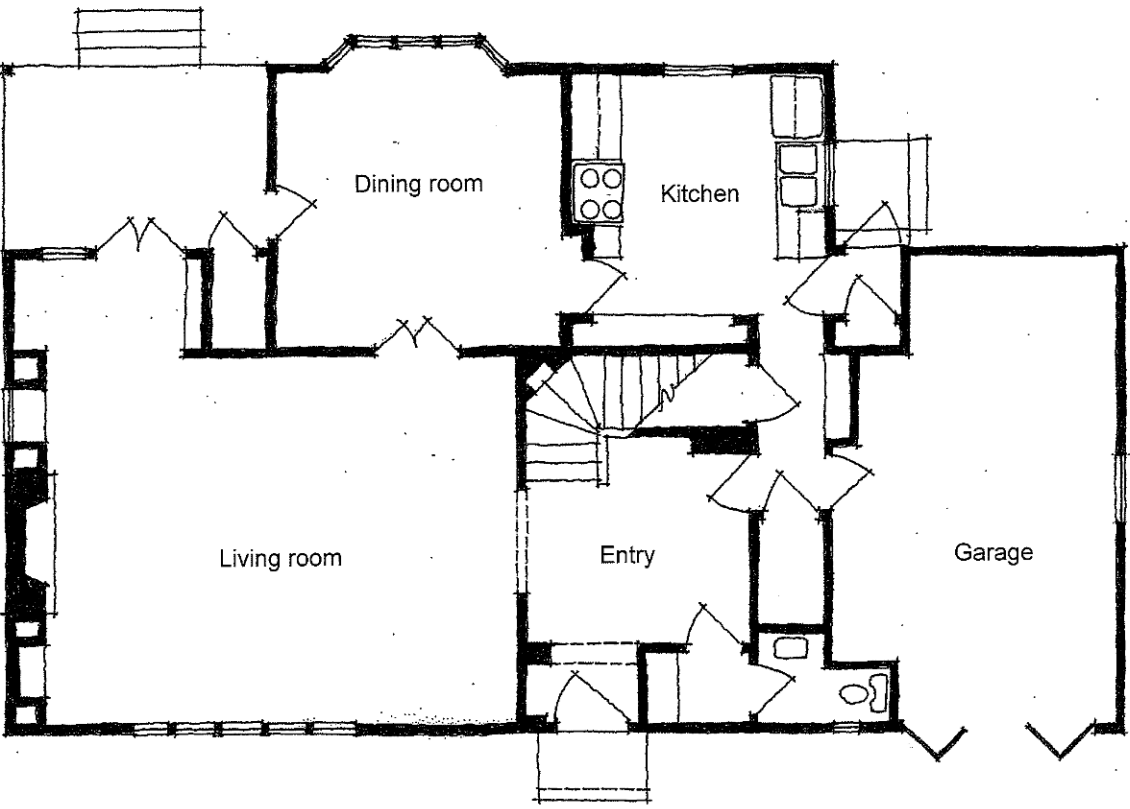 Dining room
Kitchen
Living room
Entry
Garage